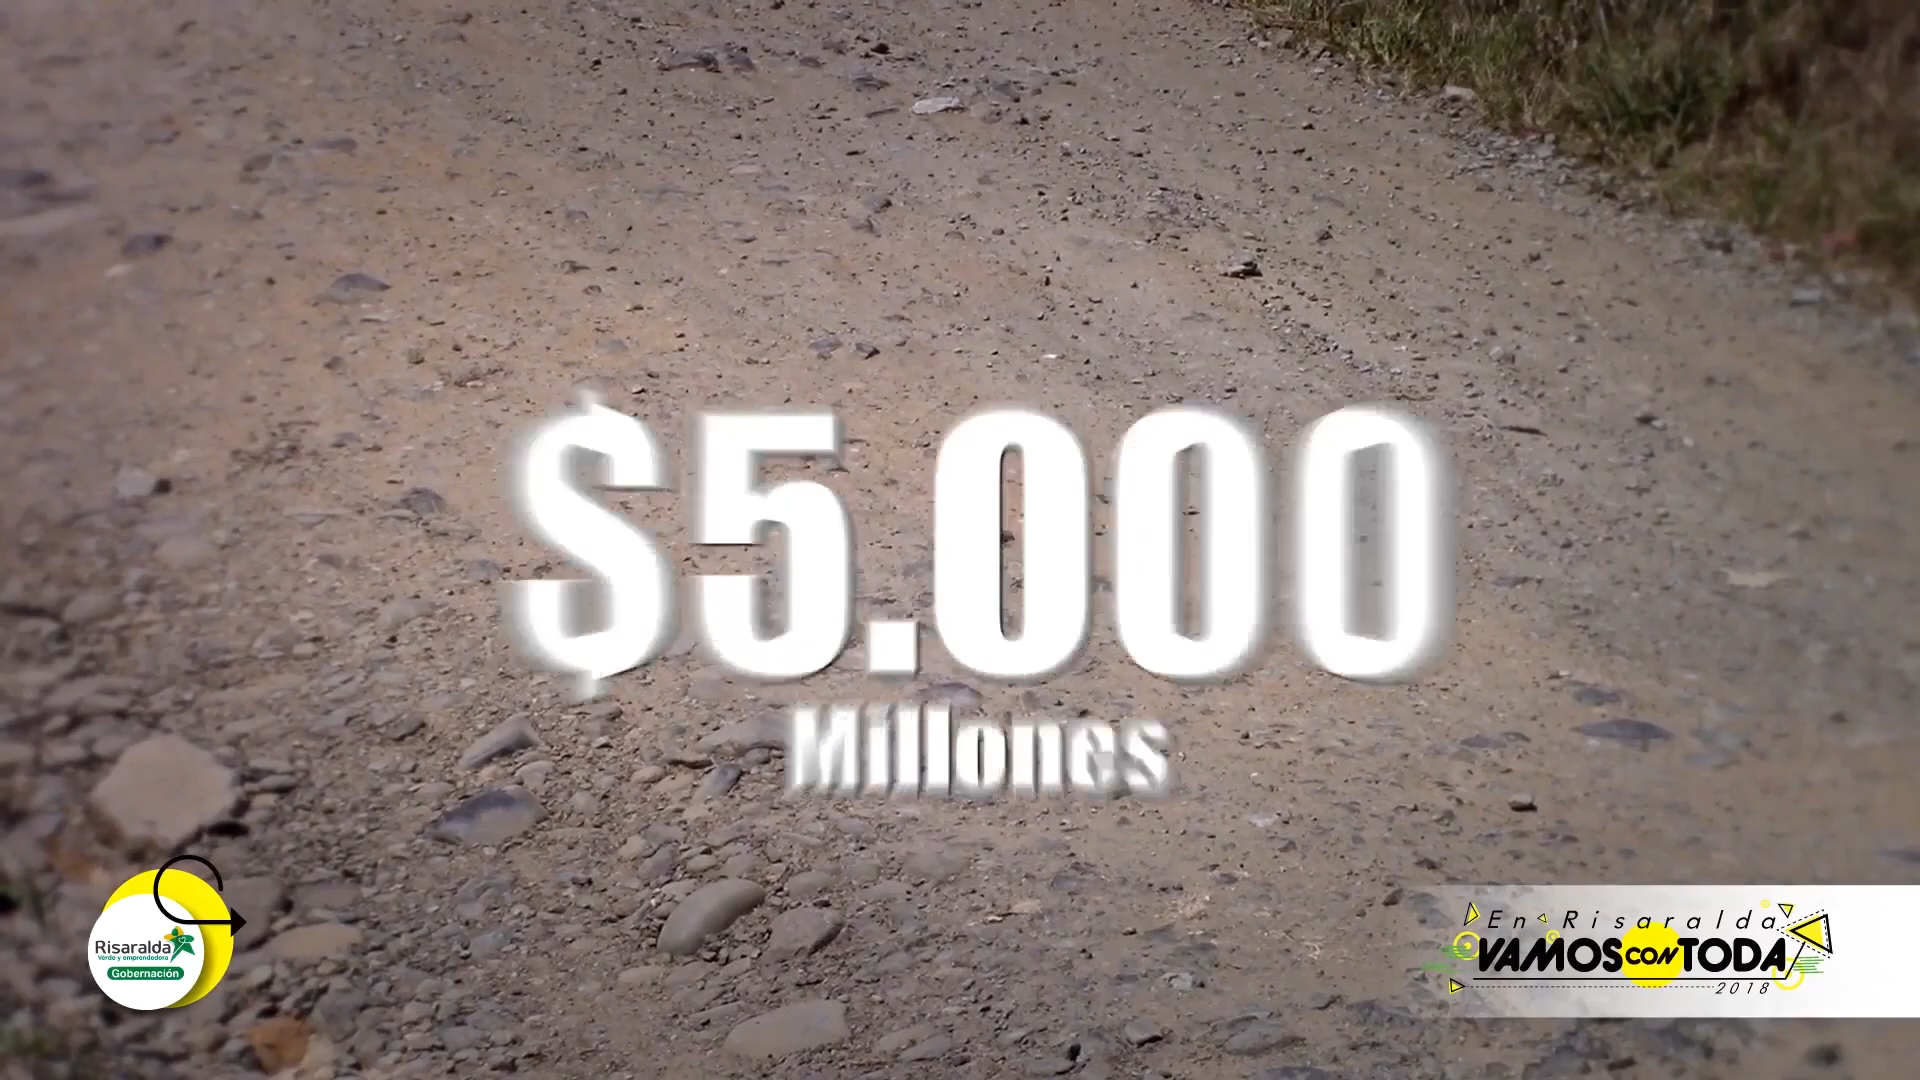 $5.000
Millones
Risaralda
Verde y emprendedora
Gobernación
En Risaralda
VAMOS CON TODA
2018